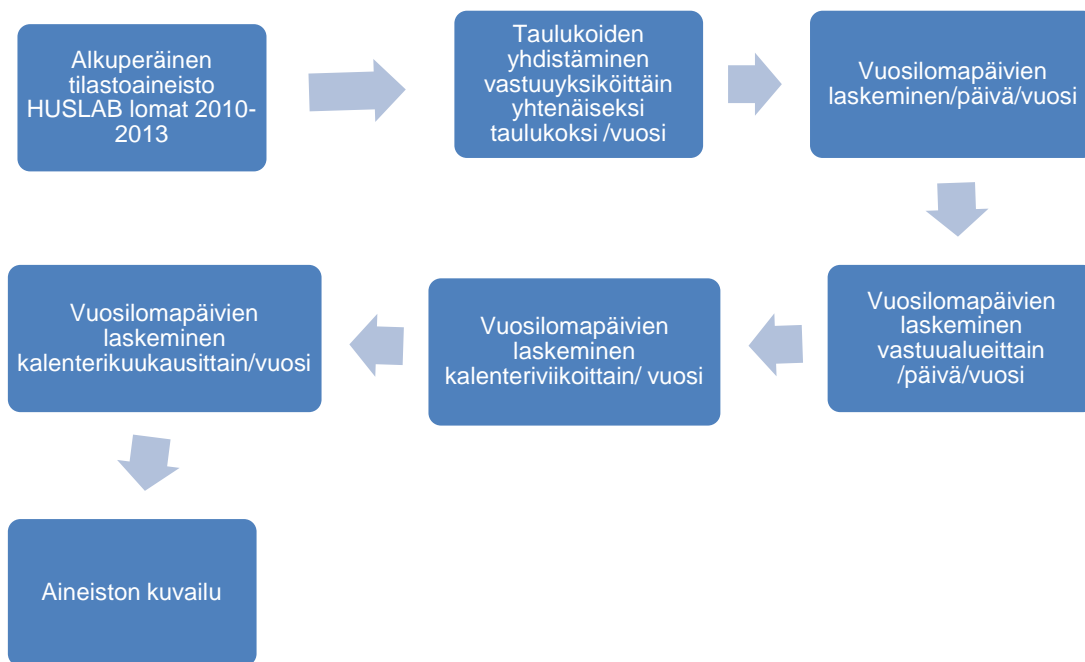 Alkuperäinen
tilastoaineisto
HUSLAB lomat 2010-
2013
Taulukoiden
yhdistäminen
vastuuyksiköittäin
yhtenäiseksi
taulukoksi /vuosi
Vuosilomapäivien
laskeminen/päivä/vuosi
Vuosilomapäivien
laskeminen
vastuualueittain
/päivä/vuosi
Vuosilomapäivien
laskeminen
kalenteriviikoittain/ vuosi
Vuosilomapäivien
laskeminen
kalenterikuukausittain/vuosi
Aineiston kuvailu